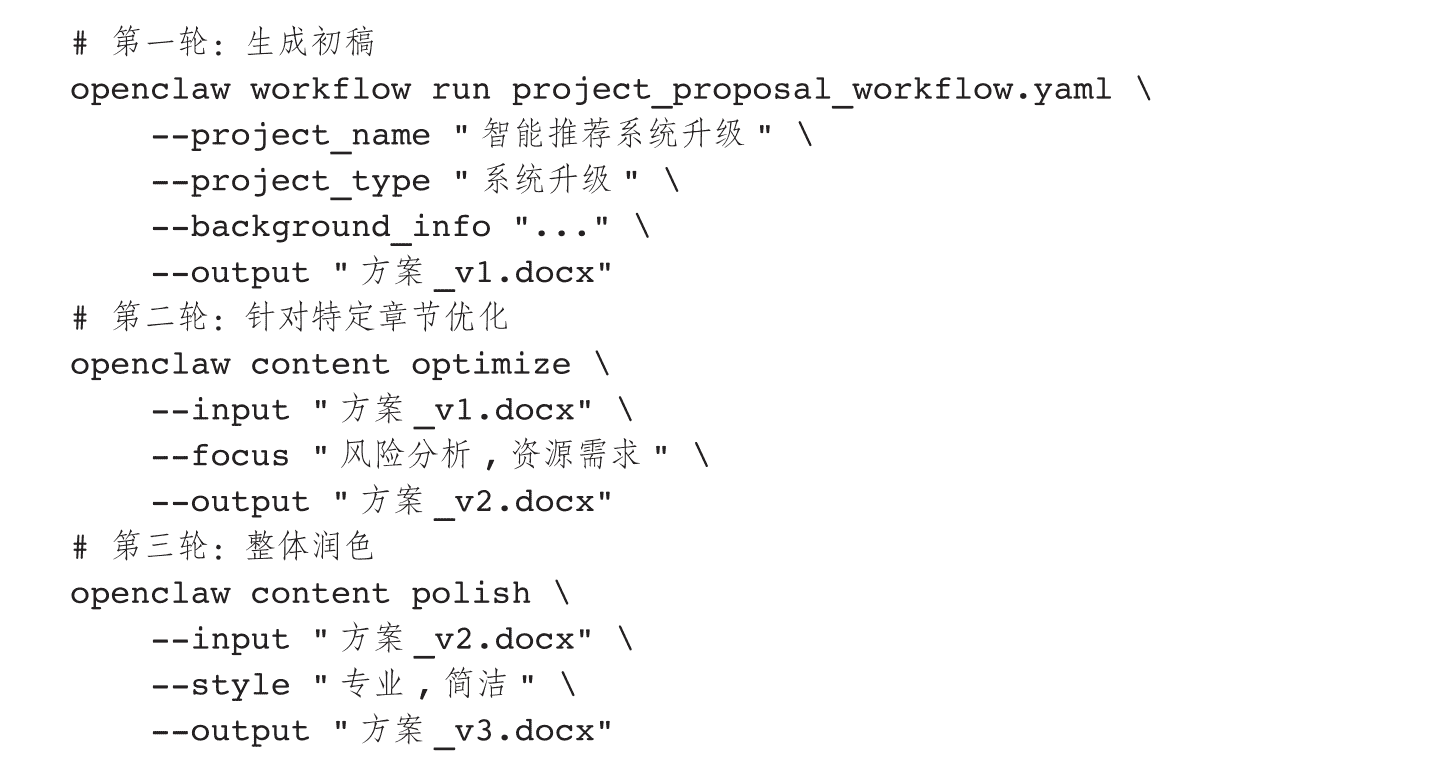 # 第一轮：生成初稿
openclaw workflow run project_proposal_workflow.yaml \
    --project_name "智能推荐系统升级" \
    --project_type "系统升级" \
    --background_info "..." \
    --output "方案_v1.docx"
# 第二轮：针对特定章节优化
openclaw content optimize \
    --input "方案_v1.docx" \
    --focus "风险分析,资源需求" \
    --output "方案_v2.docx"
# 第三轮：整体润色
openclaw content polish \
    --input "方案_v2.docx" \
    --style "专业,简洁" \
    --output "方案_v3.docx"